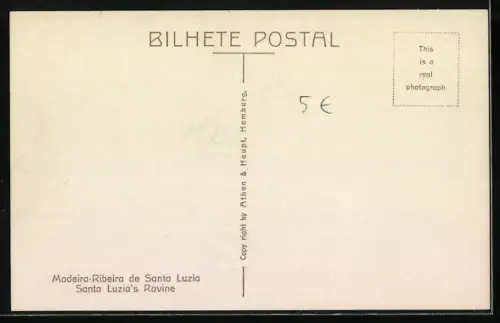 BILHETE POSTAL
This
is a
real
photograph
5 €
Copy right by Athen & Haupt, Hamburg,
Madeira-Ribeira de Santa Luzia
Santa Luzia's Ravine